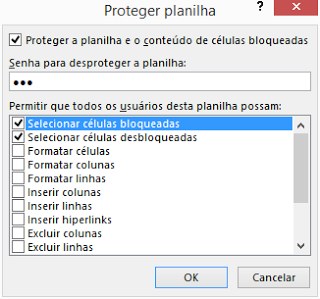 Proteger planilha
Proteger a planilha e o conteúdo de células bloqueadas
Senha para desproteger a planilha:
•••
Permitir que todos os usuários desta planilha possam:
Selecionar células bloqueadas
Selecionar células desbloqueadas
Formatar células
Formatar colunas
Formatar linhas
Inserir colunas
Inserir linhas
Inserir hiperlinks
Excluir colunas
Excluir linhas
OK Cancelar